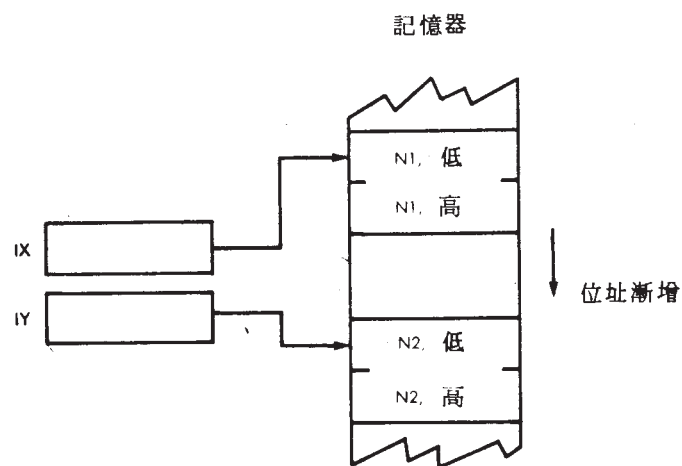 記憶器
N1, 低
N1, 高
IX
位址漸增
IY
N2, 低
N2, 高